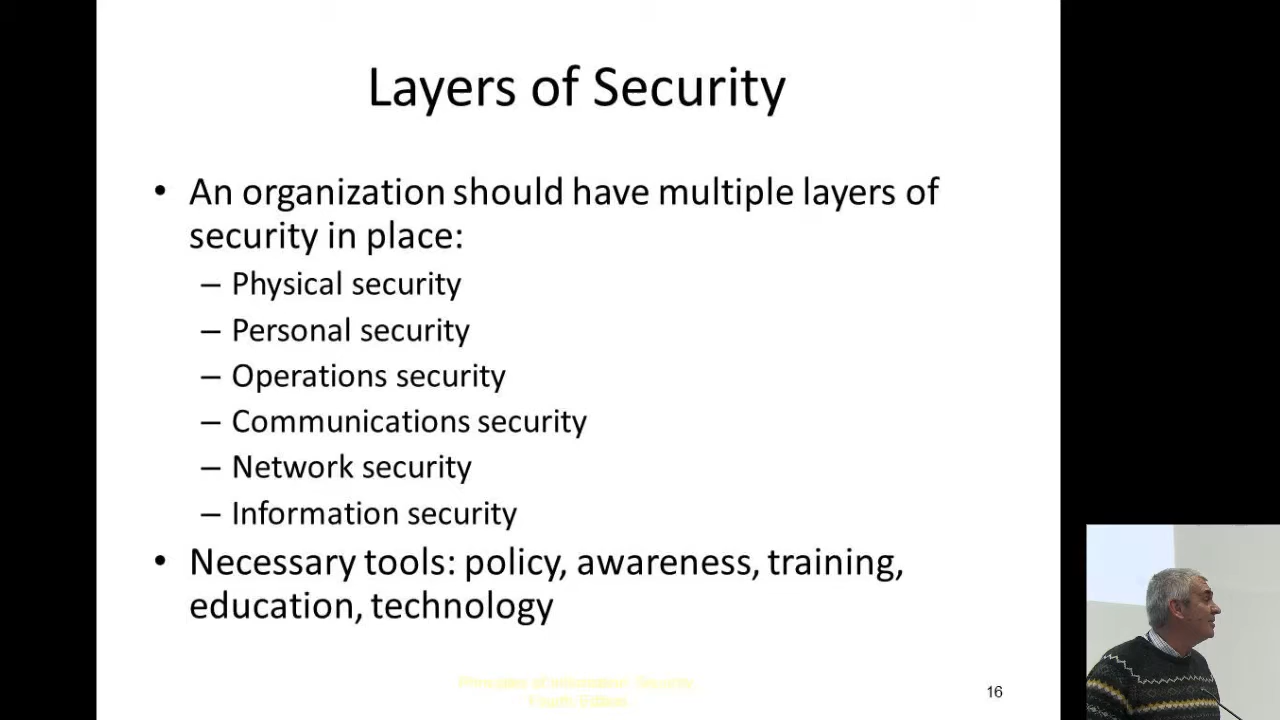 Layers of Security
• An organization should have multiple layers of
security in place:
– Physical security
– Personal security
– Operations security
– Communications security
– Network security
– Information security
• Necessary tools: policy, awareness, training,
education, technology
Principles of Information Security,
Fourth Edition
16